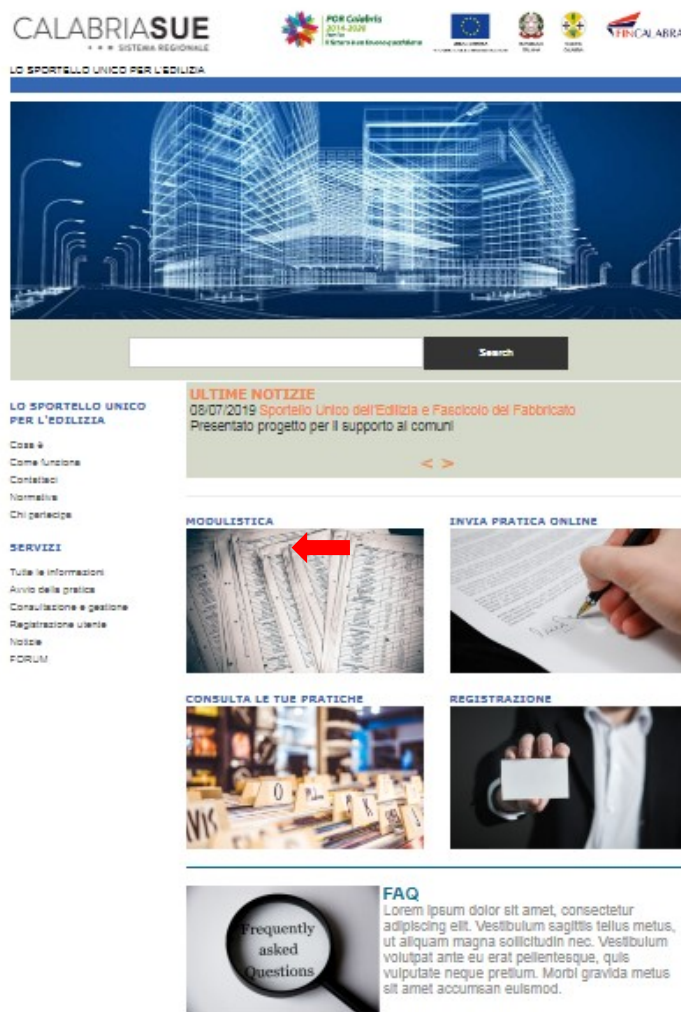 CALABRIASUE
SISTEMA REGIONALE
POR Calabria
2014-2020
FINCALABRA
LO SPORTELLO UNICO PER L'EDILIZIA
Search
LO SPORTELLO UNICO
PER L'EDILIZIA
Cosa è
Come funziona
Contattaci
Normativa
Chi partecipa
SERVIZI
Tutte le informazioni
Avvio della pratica
Consultazione e gestione
Registrazione utente
Notizie
FORUM
ULTIME NOTIZIE
08/07/2019 Sportello Unico dell'Edilizia e Fascicolo del Fabbricato
Presentato progetto per il supporto ai comuni
< >
MODULISTICA
INVIA PRATICA ONLINE
CONSULTA LE TUE PRATICHE
REGISTRAZIONE
Frequently
asked
Questions
FAQ
Lorem ipsum dolor sit amet, consectetur
adipiscing elit. Vestibulum sagittis tellus metus,
ut aliquam magna sollicitudin nec. Vestibulum
volutpat ante eu erat pellentesque, quis
vulputate neque pretium. Morbi gravida metus
sit amet accumsan euismod.